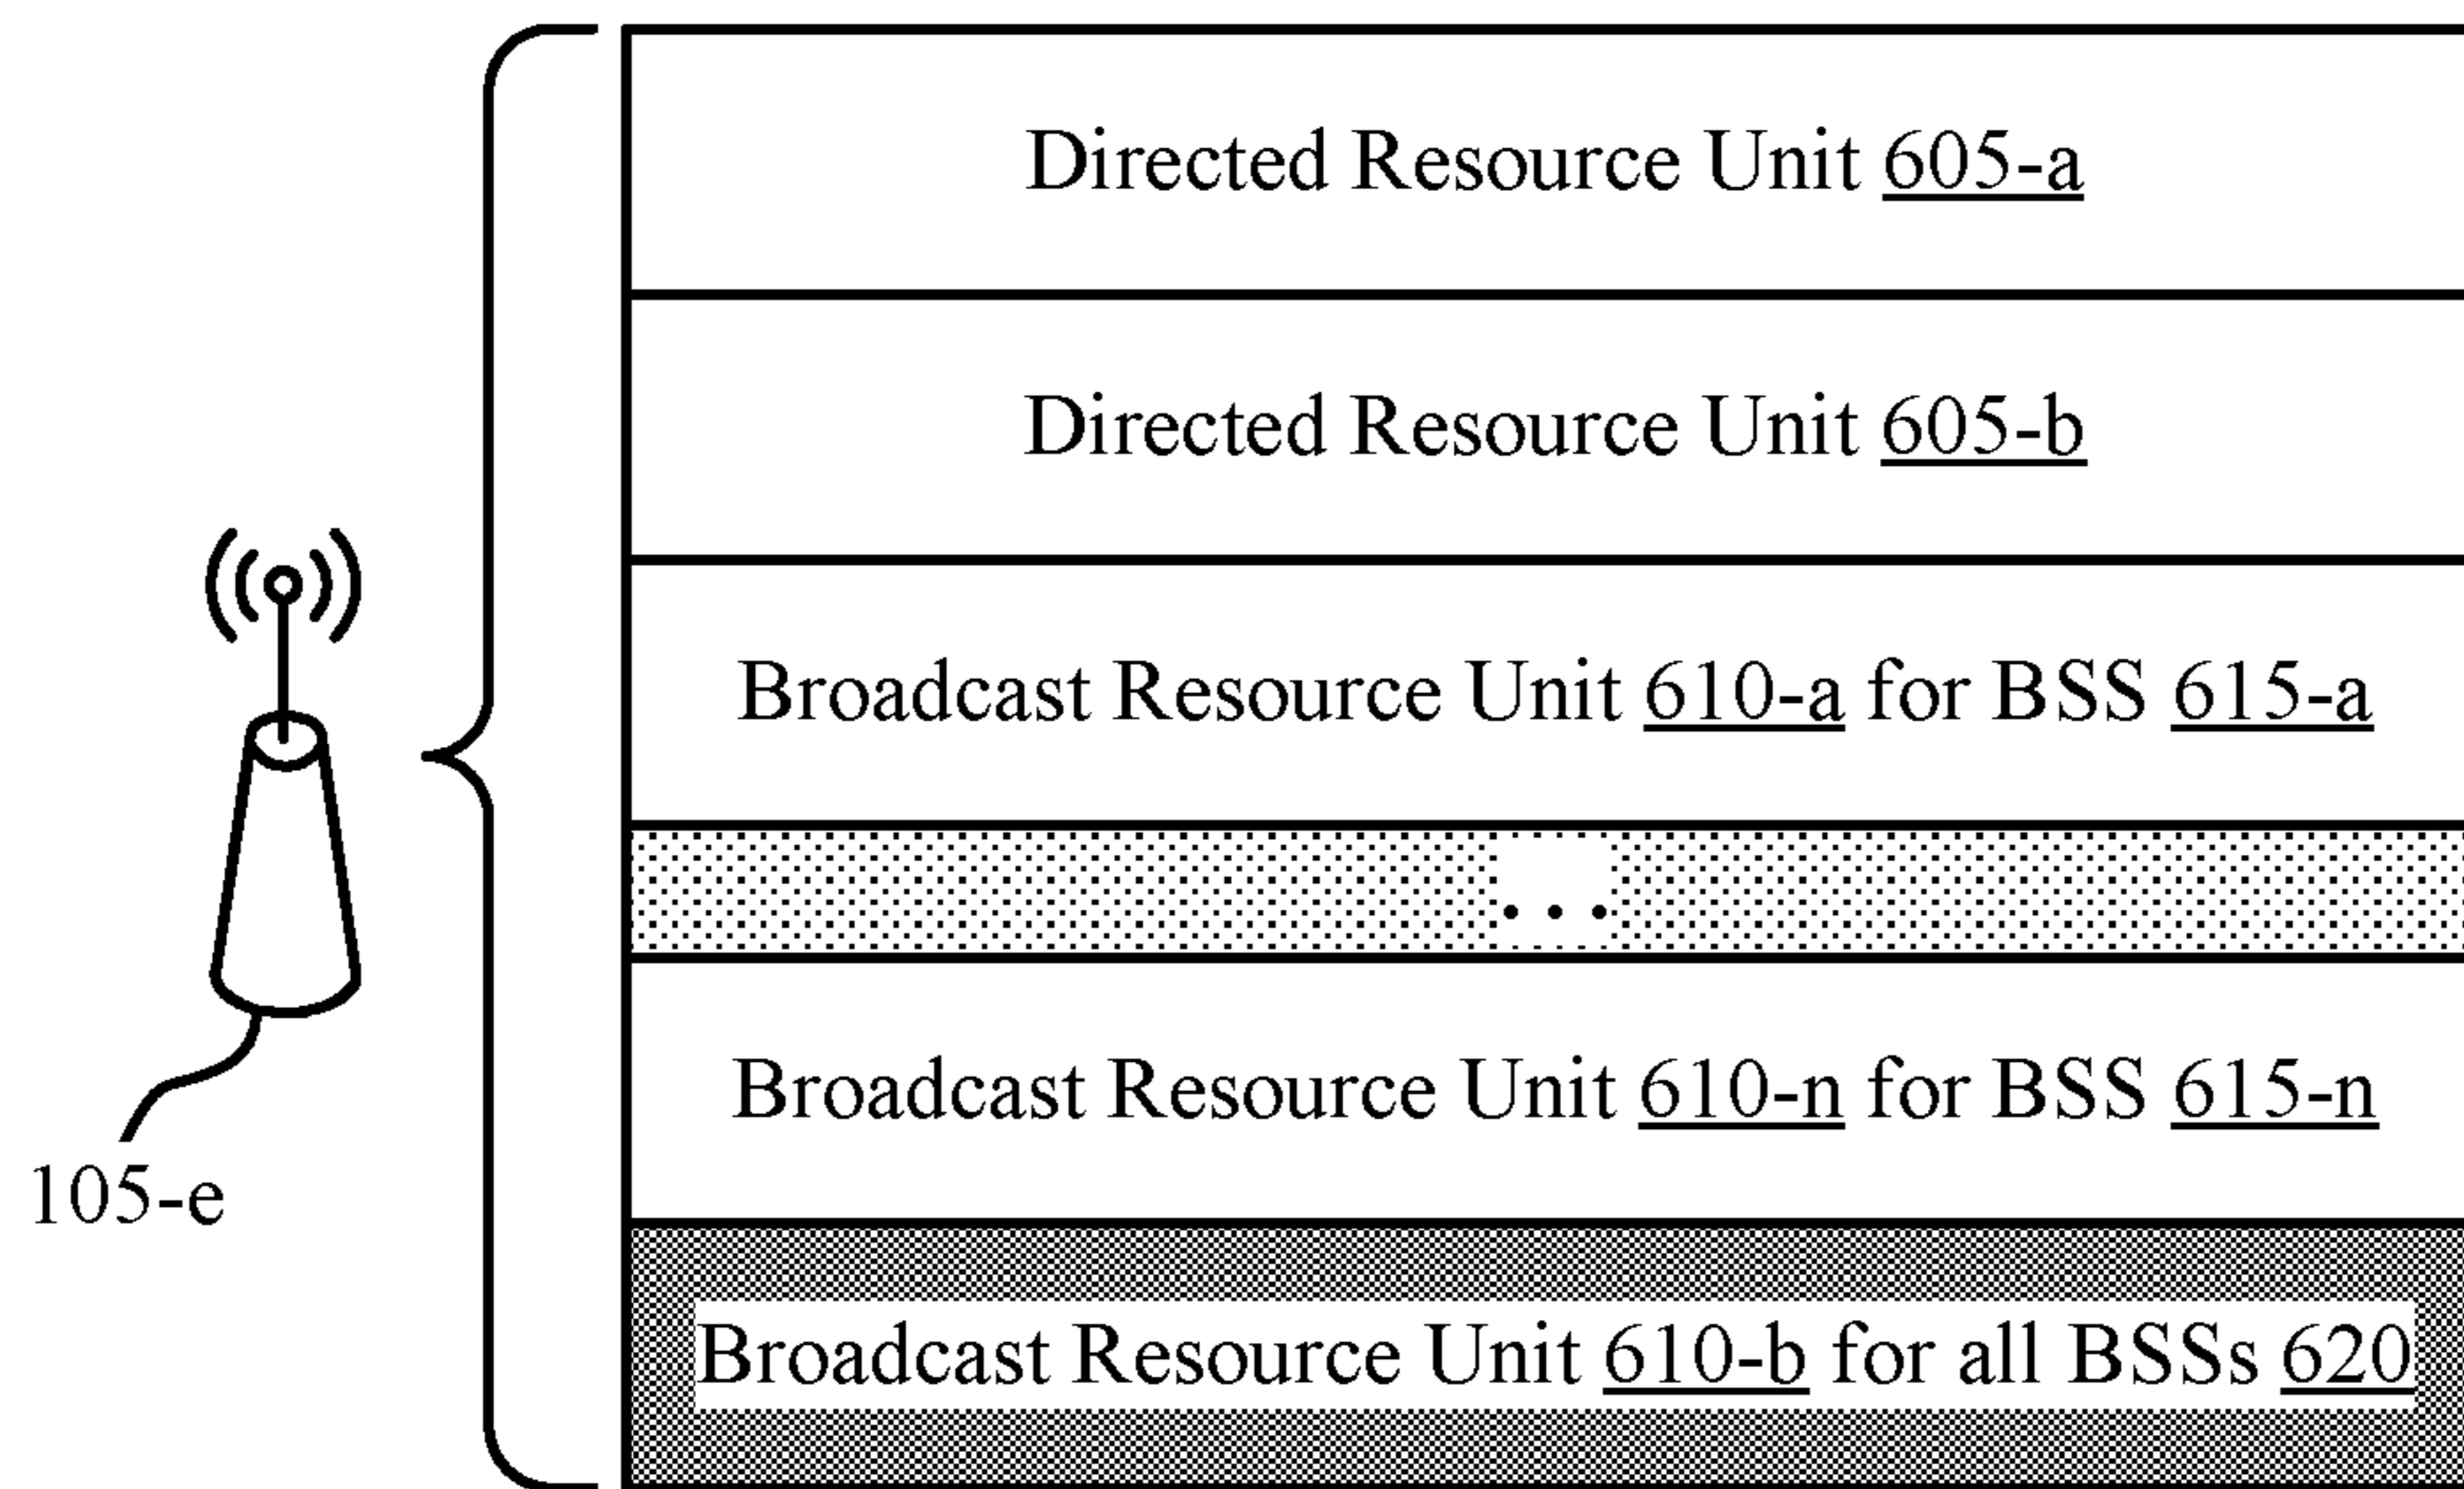 Directed Resource Unit 605-a
Directed Resource Unit 605-b
Broadcast Resource Unit 610-a for BSS 615-a
...
Broadcast Resource Unit 610-n for BSS 615-n
105-e
Broadcast Resource Unit 610-b for all BSSs 620